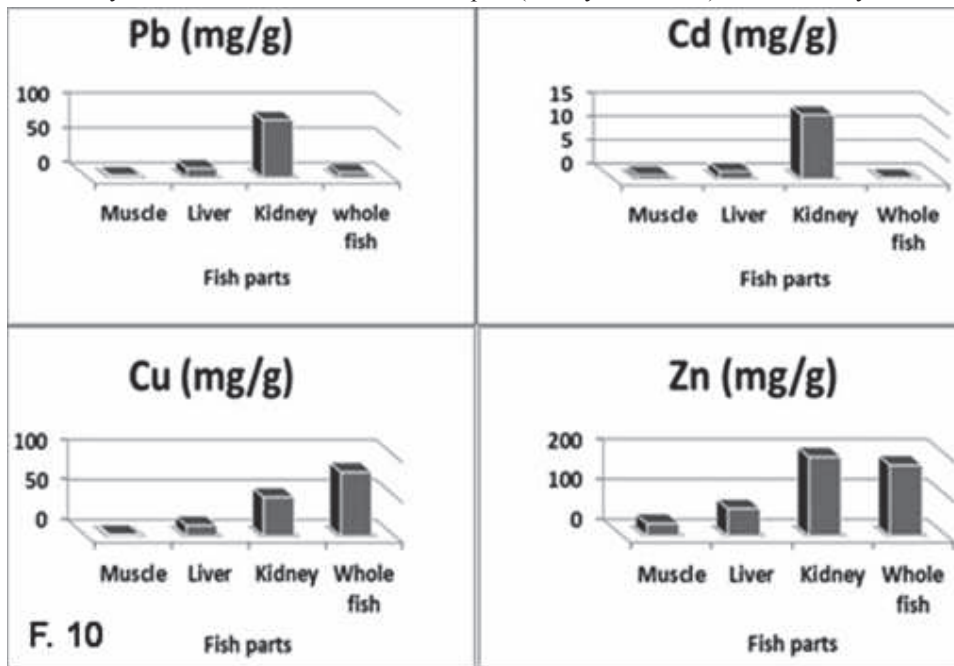 Pb (mg/g)
100
50
0
Muscle Liver Kidney whole fish
Fish parts
Cd (mg/g)
15
10
5
0
Muscle Liver Kidney Whole fish
Fish parts
Cu (mg/g)
100
50
0
Muscle Liver Kidney Whole fish
Fish parts
F. 10
Zn (mg/g)
200
100
0
Muscle Liver Kidney Whole fish
Fish parts